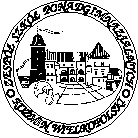 ZESPÓŁ SZKÓŁ PONADGIMNAZJALNYCH
KOŹMIN WIELKOPOLSKI